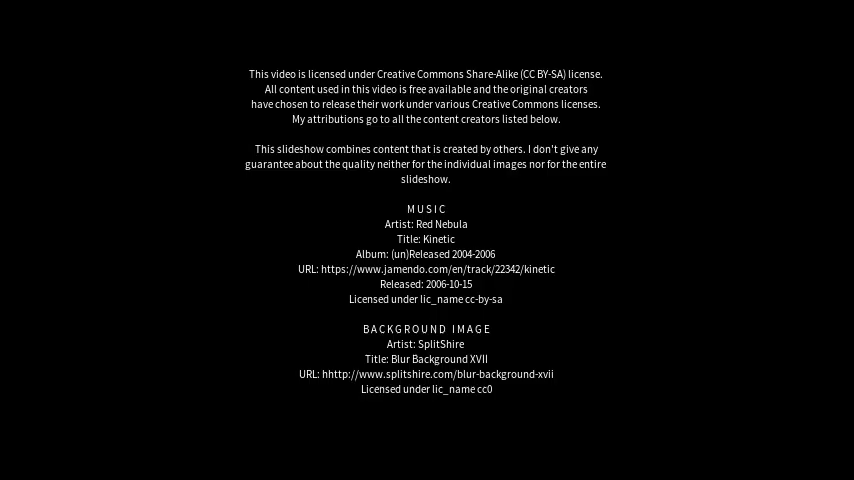 This video is licensed under Creative Commons Share-Alike (CC BY-SA) license.
All content used in this video is free available and the original creators
have chosen to release their work under various Creative Commons licenses.
My attributions go to all the content creators listed below.
This slideshow combines content that is created by others. I don't give any
guarantee about the quality neither for the individual images nor for the entire
slideshow.
MUSIC
Artist: Red Nebula
Title: Kinetic
Album: (un)Released 2004-2006
URL: https://www.jamendo.com/en/track/22342/kinetic
Released: 2006-10-15
Licensed under lic_name cc-by-sa
BACKGROUND IMAGE
Artist: SplitShire
Title: Blur Background XVII
URL: hhttp://www.splitshire.com/blur-background-xvii
Licensed under lic_name cc0